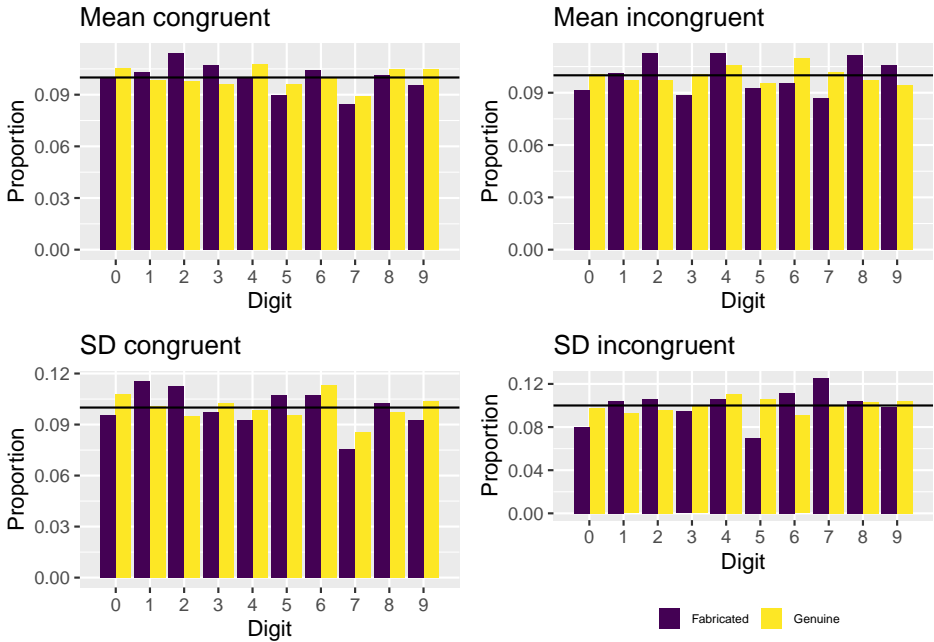 Mean congruent
Proportion
0.09
0.06
0.03
0.00
0 1 2 3 4 5 6 7 8 9
Digit
Mean incongruent
Proportion
0.09
0.06
0.03
0.00
0 1 2 3 4 5 6 7 8 9
Digit
SD congruent
Proportion
0.12
0.09
0.06
0.03
0.00
0 1 2 3 4 5 6 7 8 9
Digit
SD incongruent
Proportion
0.12
0.08
0.04
0.00
0 1 2 3 4 5 6 7 8 9
Digit
Fabricated Genuine